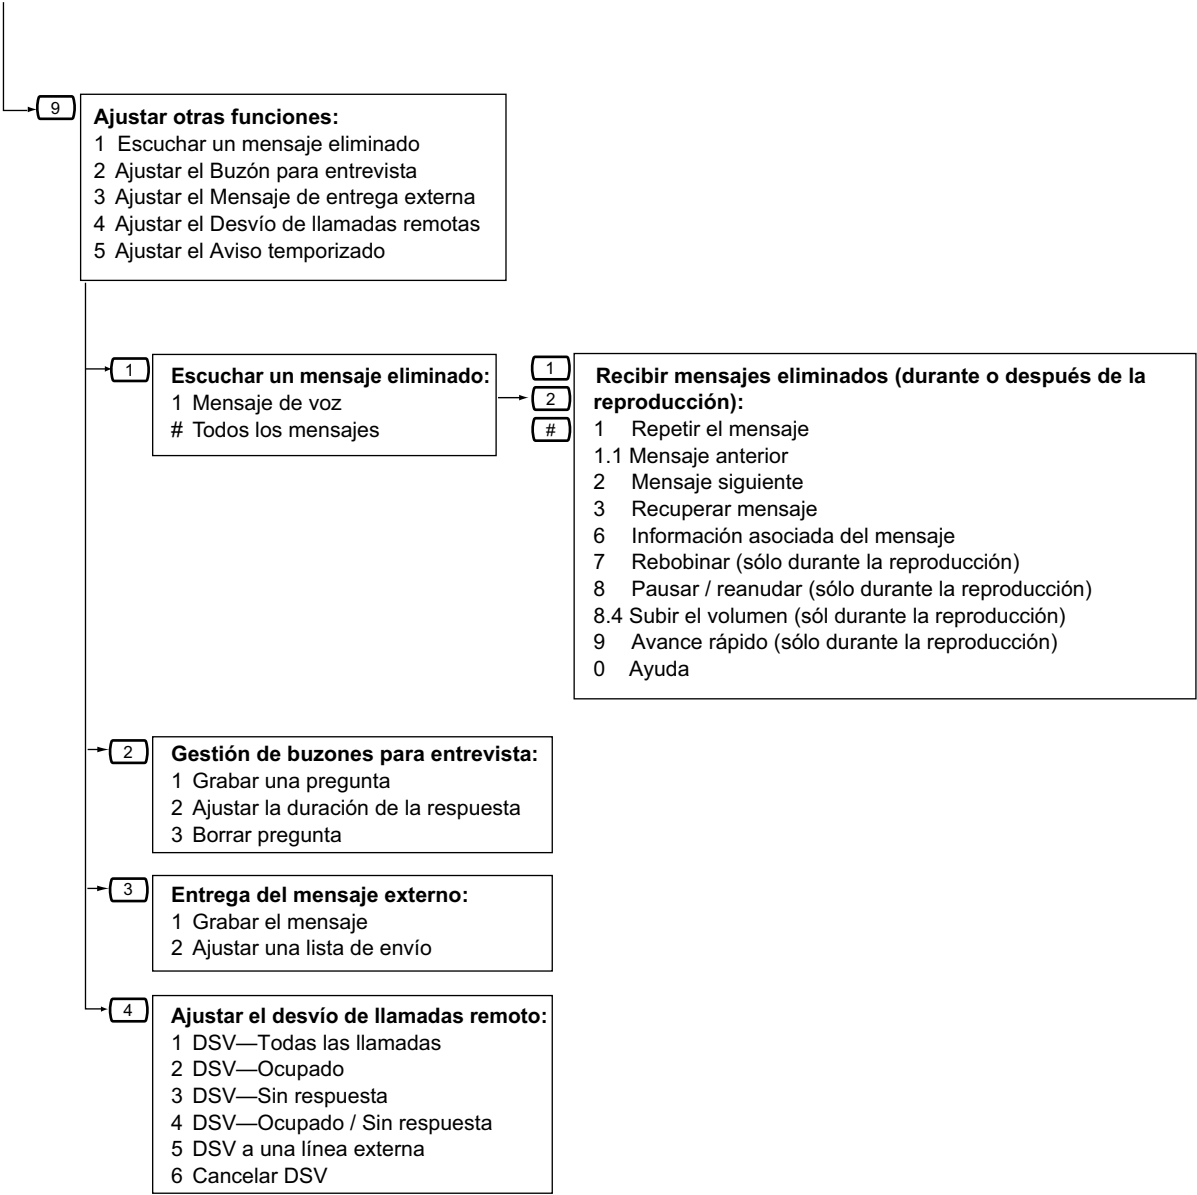 9
Ajustar otras funciones:
1 Escuchar un mensaje eliminado
2 Ajustar el Buzón para entrevista
3 Ajustar el Mensaje de entrega externa
4 Ajustar el Desvío de llamadas remotas
5 Ajustar el Aviso temporizado
1
Escuchar un mensaje eliminado:
1 Mensaje de voz
# Todos los mensajes
1
2
#
Recibir mensajes eliminados (durante o después de la
reproducción):
1 Repetir el mensaje
1.1 Mensaje anterior
2 Mensaje siguiente
3 Recuperar mensaje
6 Información asociada del mensaje
7 Rebobinar (sólo durante la reproducción)
8 Pausar / reanudar (sólo durante la reproducción)
8.4 Subir el volumen (sól durante la reproducción)
9 Avance rápido (sólo durante la reproducción)
0 Ayuda
2
Gestión de buzones para entrevista:
1 Grabar una pregunta
2 Ajustar la duración de la respuesta
3 Borrar pregunta
3
Entrega del mensaje externo:
1 Grabar el mensaje
2 Ajustar una lista de envío
4
Ajustar el desvío de llamadas remoto:
1 DSV—Todas las llamadas
2 DSV—Ocupado
3 DSV—Sin respuesta
4 DSV—Ocupado / Sin respuesta
5 DSV a una línea externa
6 Cancelar DSV